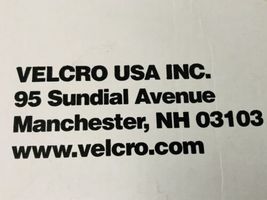 VELCRO USA INC.
95 Sundial Avenue
Manchester, NH 03103
www.velcro.com